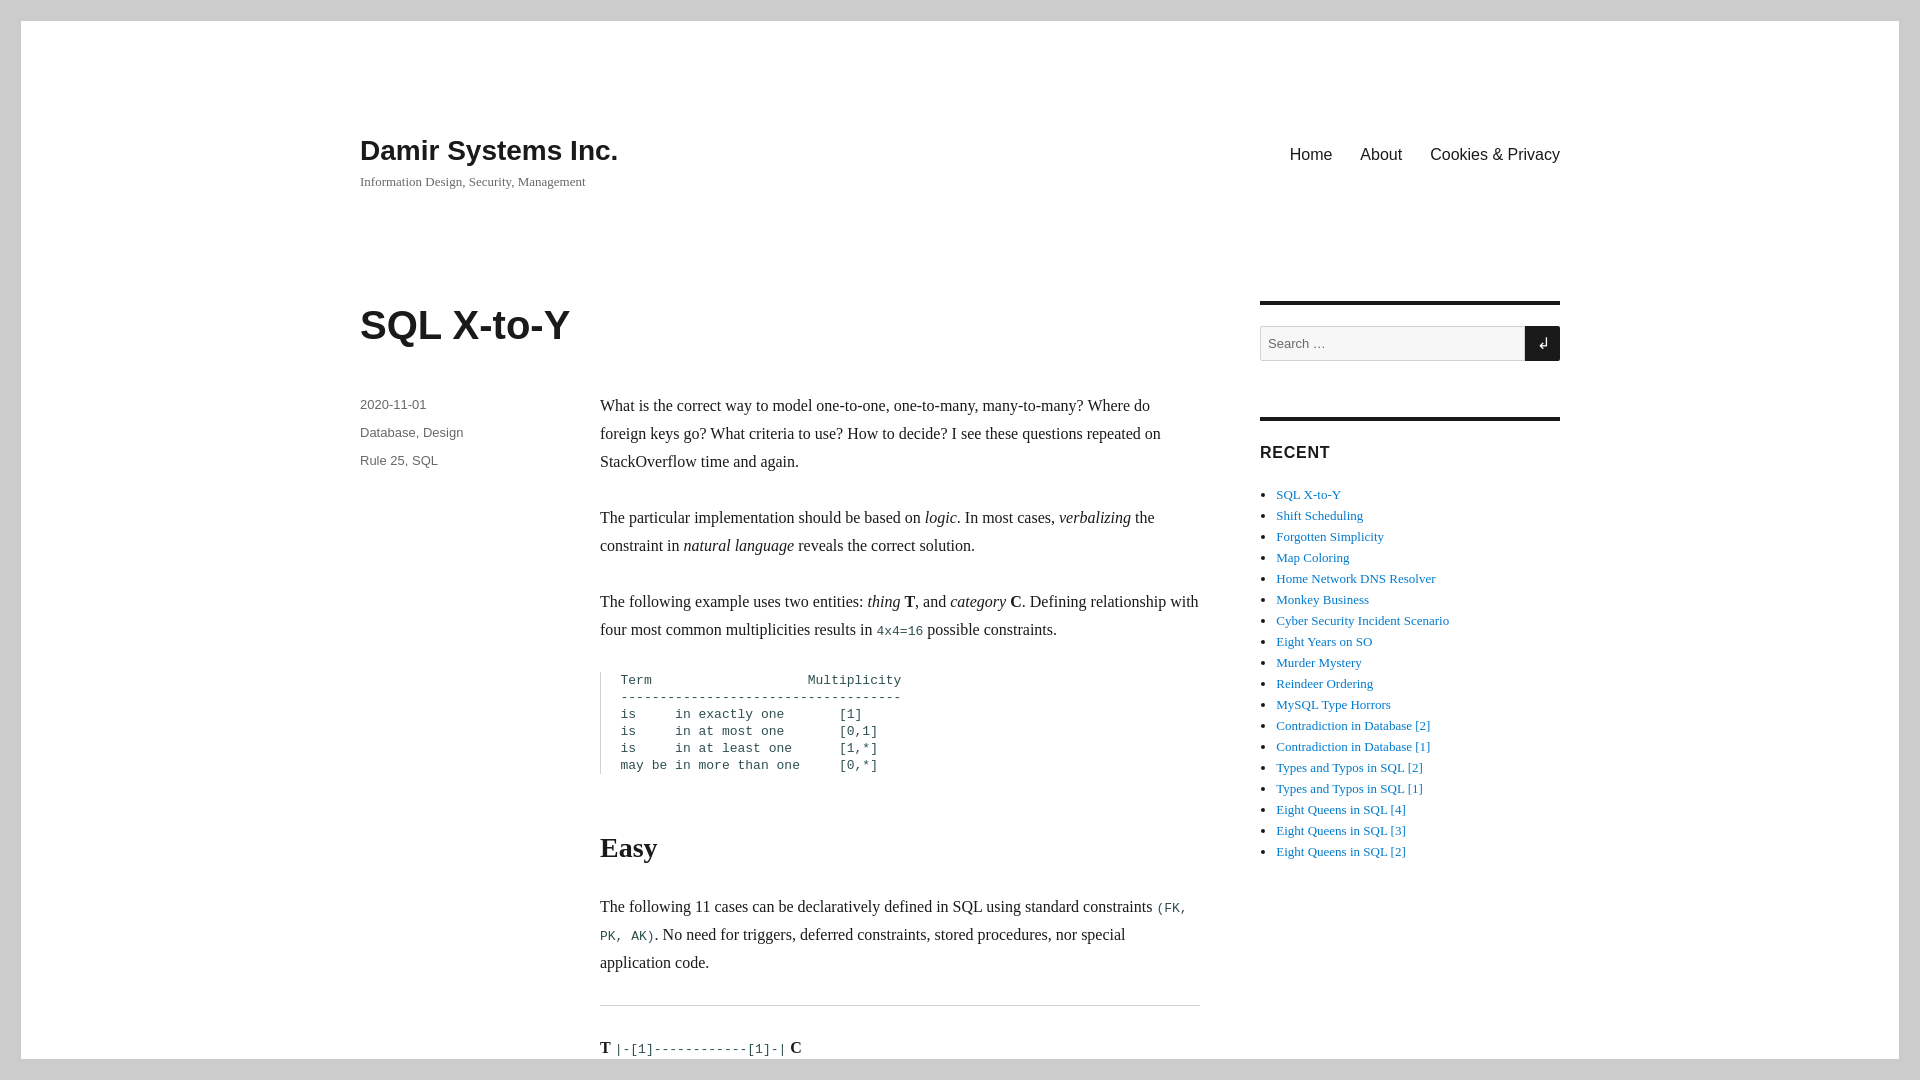 Damir Systems Inc.
Information Design, Security, Management
Home About Cookies & Privacy
SQL X-to-Y
2020-11-01
Database, Design
Rule 25, SQL
What is the correct way to model one-to-one, one-to-many, many-to-many? Where do
foreign keys go? What criteria to use? How to decide? I see these questions repeated on
StackOverflow time and again.
The particular implementation should be based on logic. In most cases, verbalizing the
constraint in natural language reveals the correct solution.
The following example uses two entities: thing T, and category C. Defining relationship with
four most common multiplicities results in 4x4=16 possible constraints.
Term                    Multiplicity
------------------------------------
is     in exactly one       [1]
is     in at most one       [0,1]
is     in at least one      [1,*]
may be in more than one     [0,*]
Easy
The following 11 cases can be declaratively defined in SQL using standard constraints (FK,
PK, AK). No need for triggers, deferred constraints, stored procedures, nor special
application code.
T |-[1]------------[1]-| C
Search …
RECENT
SQL X-to-Y
Shift Scheduling
Forgotten Simplicity
Map Coloring
Home Network DNS Resolver
Monkey Business
Cyber Security Incident Scenario
Eight Years on SO
Murder Mystery
Reindeer Ordering
MySQL Type Horrors
Contradiction in Database [2]
Contradiction in Database [1]
Types and Typos in SQL [2]
Types and Typos in SQL [1]
Eight Queens in SQL [4]
Eight Queens in SQL [3]
Eight Queens in SQL [2]